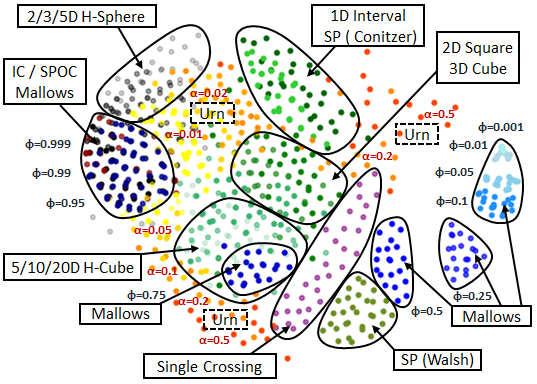 2/3/5D H-Sphere
1D Interval
SP ( Conitzer)
2D Square
3D Cube
IC / SPOC
Mallows
α=0.02
Urn
α=0.01
α=0.5
Urn
α=0.2
ϕ=0.001
ϕ=0.01
ϕ=0.05
ϕ=0.1
ϕ=0.999
ϕ=0.99
ϕ=0.95
α=0.05
α=0.1
5/10/20D H-Cube
ϕ=0.75
α=0.2
Mallows
Urn
α=0.5
ϕ=0.25
ϕ=0.5
Mallows
Single Crossing
SP (Walsh)